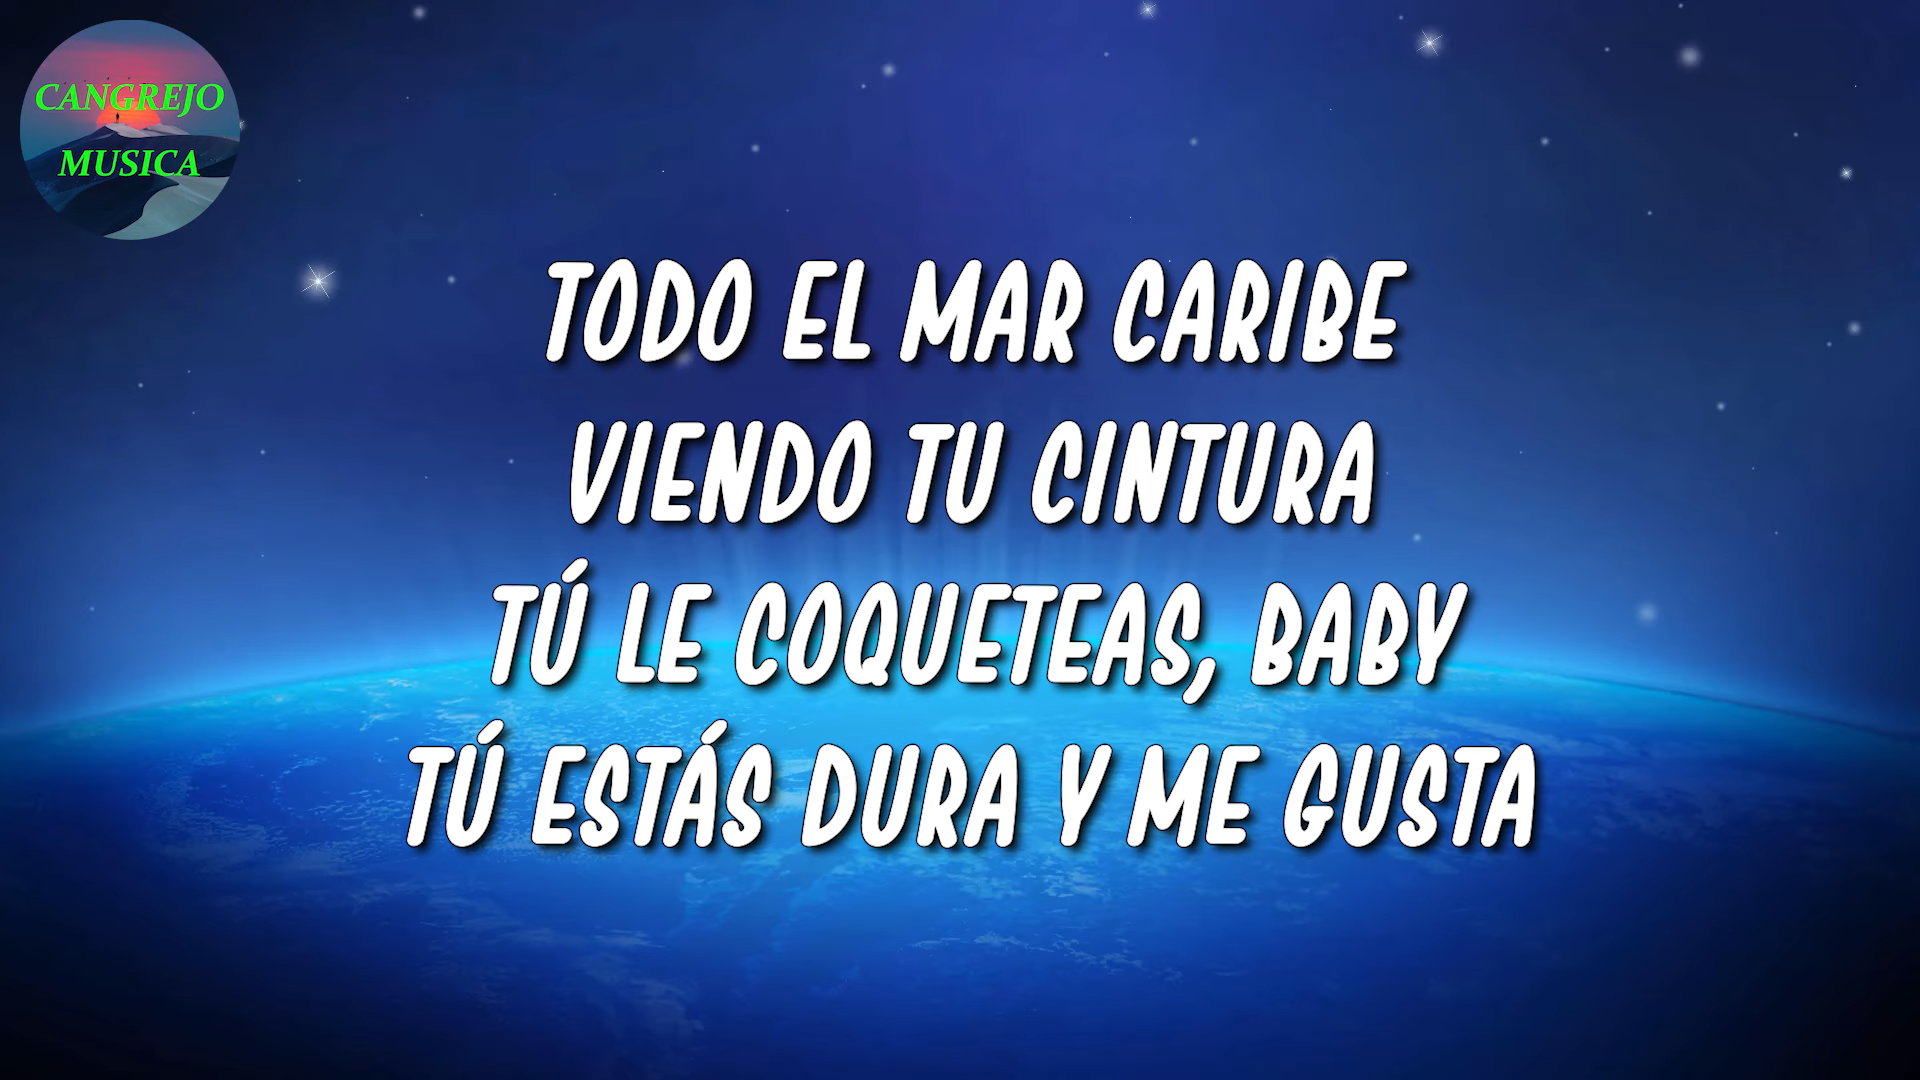 CANGREJO
MUSICA
TODO EL MAR CARIBE
VIENDO TU CINTURA
TÚ LE COQUETEAS, BABY
TÚ ESTÁS DURA Y ME GUSTA